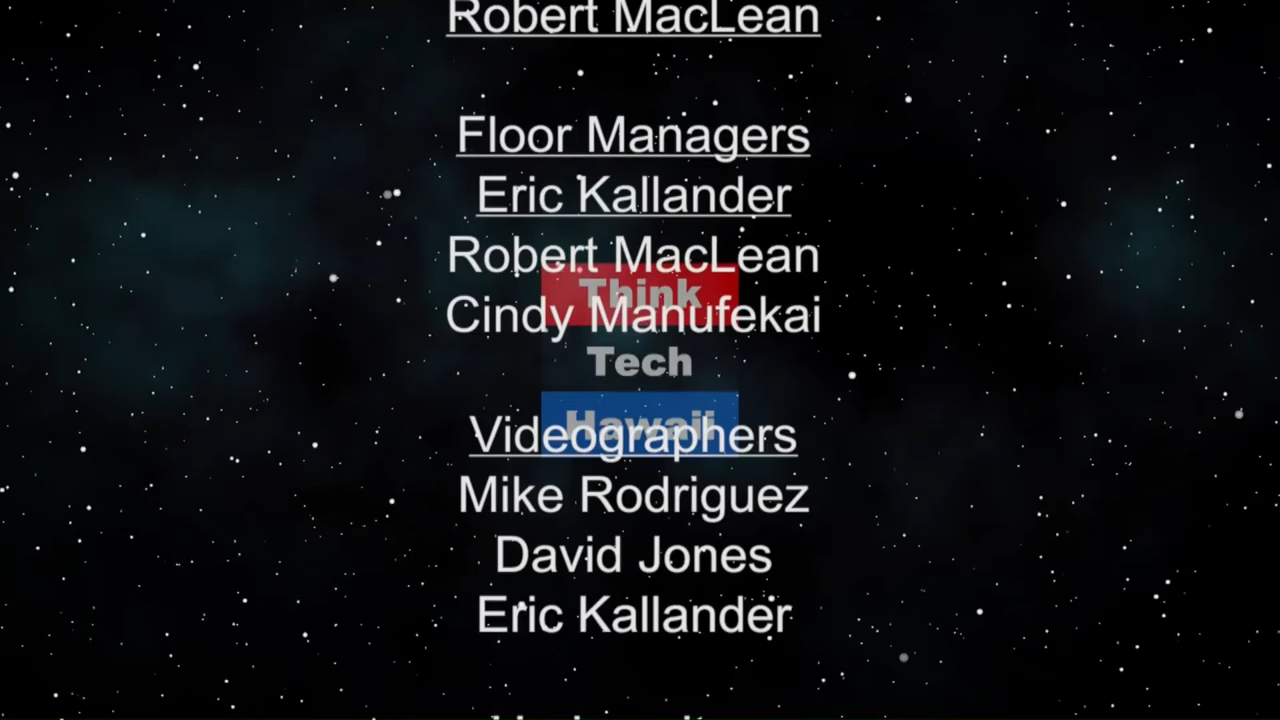 Robert MacLean
Floor Managers
Eric Kallander
Robert MacLean
Think
Cindy Manufekai
Tech
Hawaii
Videographers
Mike Rodriguez
David Jones
Eric Kallander